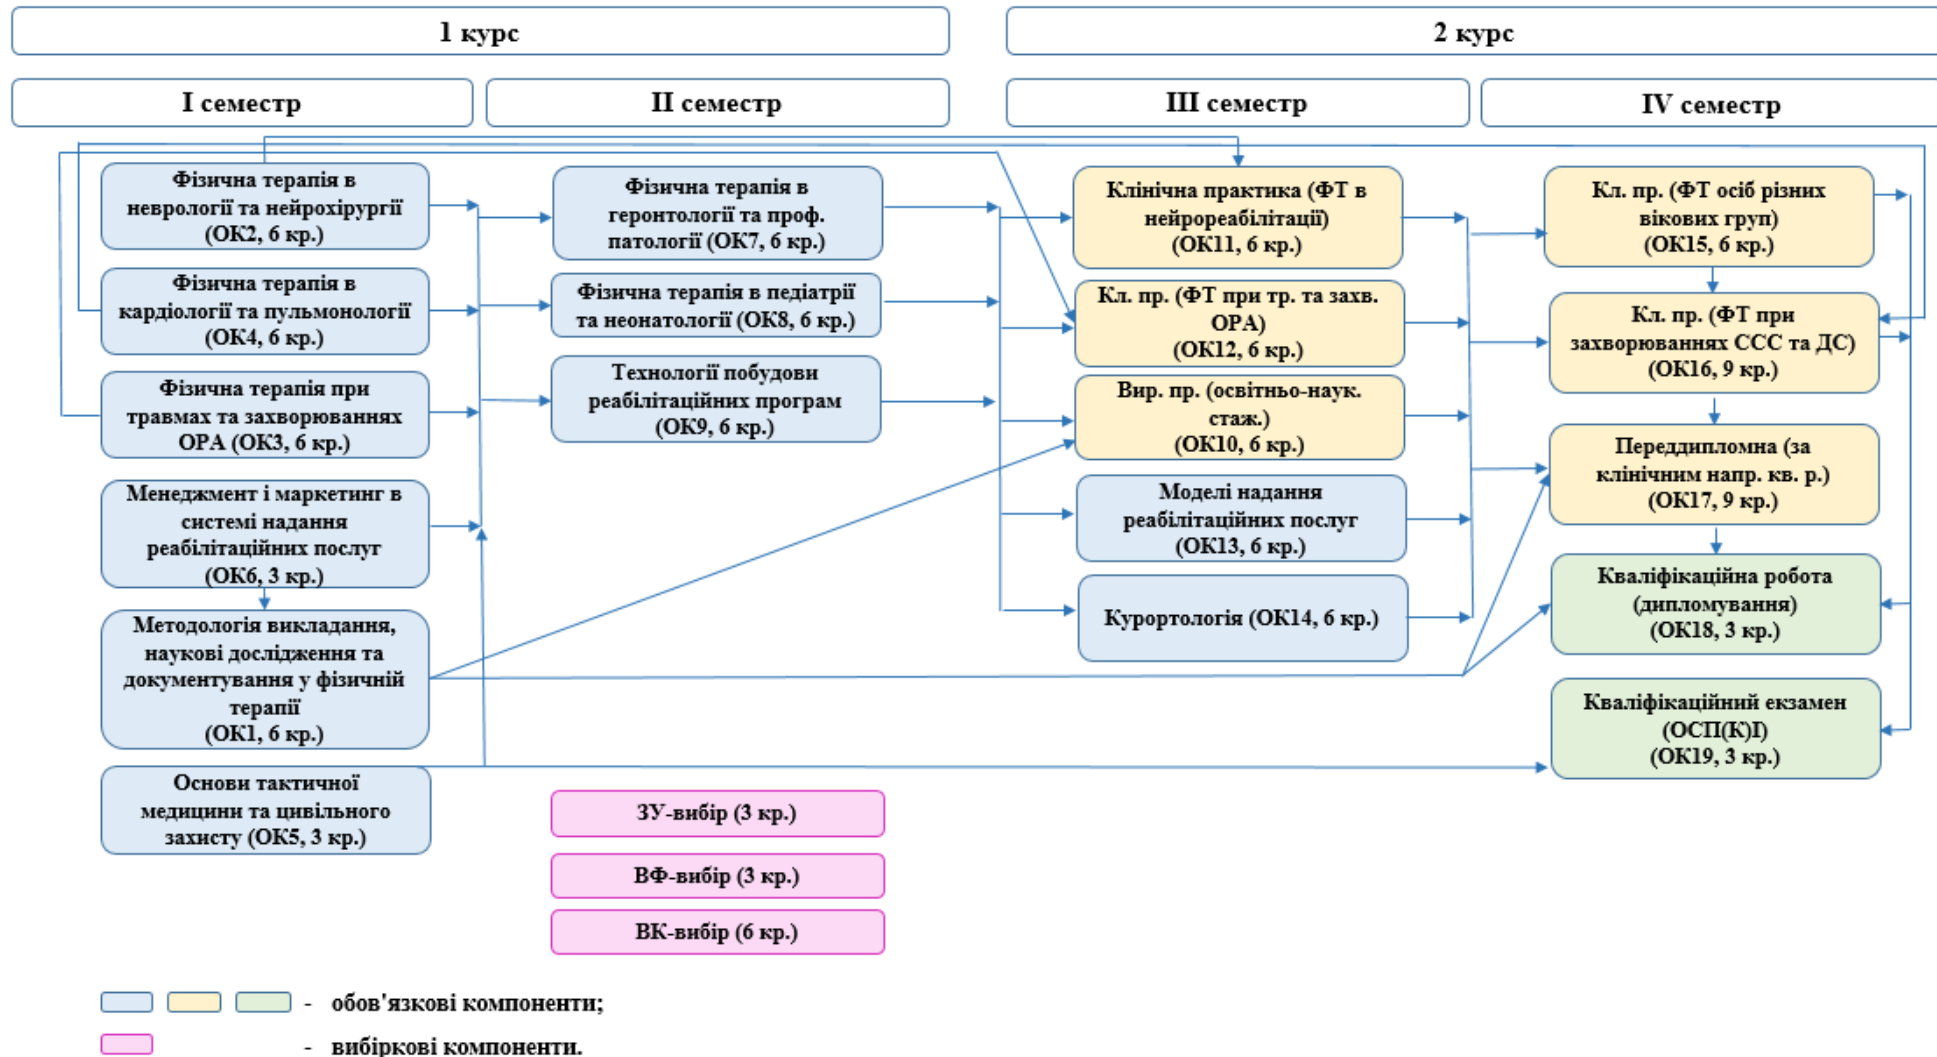 1 курс
2 курс
I семестр
II семестр
III семестр
IV семестр
Фізична терапія в
неврології та нейрохірургії
(ОК2, 6 кр.)
Фізична терапія в
кардіології та пульмонології
(ОК4, 6 кр.)
Фізична терапія при
травмах та захворюваннях
ОРА (ОК3, 6 кр.)
Менеджмент і маркетинг в
системі надання
реабілітаційних послуг
(ОК6, 3 кр.)
Методологія викладання,
наукові дослідження та
документування у фізичній
терапії
(ОК1, 6 кр.)
Основи тактичної
медицини та цивільного
захисту (ОК5, 3 кр.)
Фізична терапія в
геронтології та проф.
патології (ОК7, 6 кр.)
Фізична терапія в педіатрії
та неонатології (ОК8, 6 кр.)
Технології побудови
реабілітаційних програм
(ОК9, 6 кр.)
ЗУ-вибір (3 кр.)
ВФ-вибір (3 кр.)
ВК-вибір (6 кр.)
Клінічна практика (ФТ в
нейрореабілітації)
(ОК11, 6 кр.)
Кл. пр. (ФТ при тр. та захв.
ОРА)
(ОК12, 6 кр.)
Вир. пр. (освітньо-наук.
стаж.)
(ОК10, 6 кр.)
Моделі надання
реабілітаційних послуг
(ОК13, 6 кр.)
Курортологія (ОК14, 6 кр.)
Кл. пр. (ФТ осіб різних
вікових груп)
(ОК15, 6 кр.)
Кл. пр. (ФТ при
захворюваннях ССС та ДС)
(ОК16, 9 кр.)
Переддипломна (за
клінічним напр. кв. р.)
(ОК17, 9 кр.)
Кваліфікаційна робота
(дипломування)
(ОК18, 3 кр.)
Кваліфікаційний екзамен
(ОСП(К)І)
(ОК19, 3 кр.)
- обов'язкові компоненти;
- вибіркові компоненти.